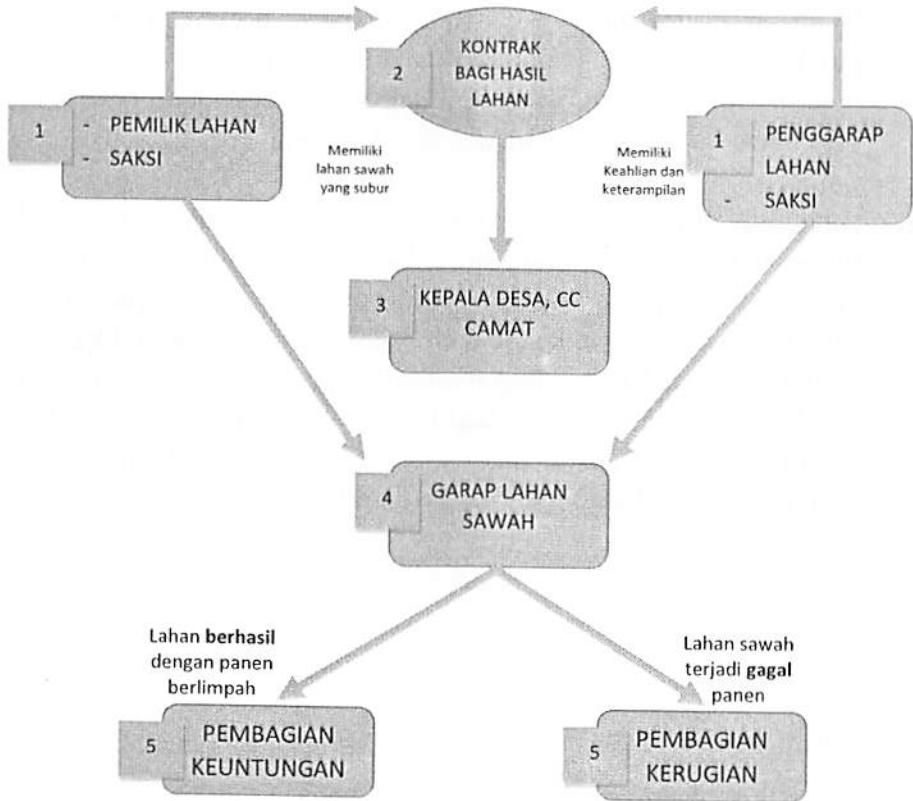 2
KONTRAK
BAGI HASIL
LAHAN
1
- PEMILIK LAHAN
- SAKSI
Memiliki
lahan sawah
yang subur
Memiliki
Keahlian dan
keterampilan
1
PENGGARAP
LAHAN
- SAKSI
3
KEPALA DESA, CC
CAMAT
4
GARAP LAHAN
SAWAH
Lahan berhasil
dengan panen
berlimpah
Lahan sawah
terjadi gagal
panen
5
PEMBAGIAN
KEUNTUNGAN
5
PEMBAGIAN
KERUGIAN